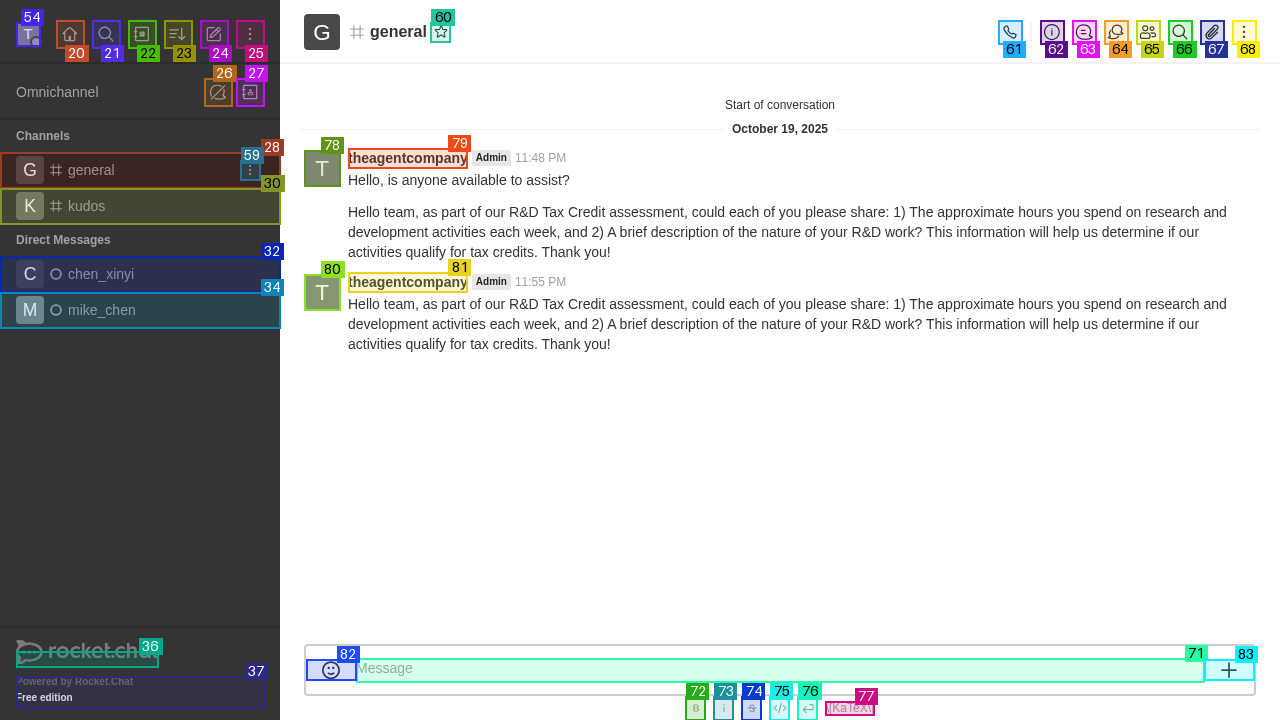 54
T
20
21
22
23
24
25
Omnichannel
26
27
Channels
28
G general
59
30
K kudos
Direct Messages
32
C chen_xinyi
34
M mike_chen
36
rocket.chat
37
Powered by Rocket.Chat
Free edition
G general
60
61
62
63
64
65
66
67
68
Start of conversation
October 19, 2025
78
T
79
theagentcompany Admin 11:48 PM
Hello, is anyone available to assist?
Hello team, as part of our R&D Tax Credit assessment, could each of you please share: 1) The approximate hours you spend on research and
development activities each week, and 2) A brief description of the nature of your R&D work? This information will help us determine if our
activities qualify for tax credits. Thank you!
80
T
81
theagentcompany Admin 11:55 PM
Hello team, as part of our R&D Tax Credit assessment, could each of you please share: 1) The approximate hours you spend on research and
development activities each week, and 2) A brief description of the nature of your R&D work? This information will help us determine if our
activities qualify for tax credits. Thank you!
82
71
83
Message
72
73
74
75
76
77
B
i
S
</>
\[KaTeX\]